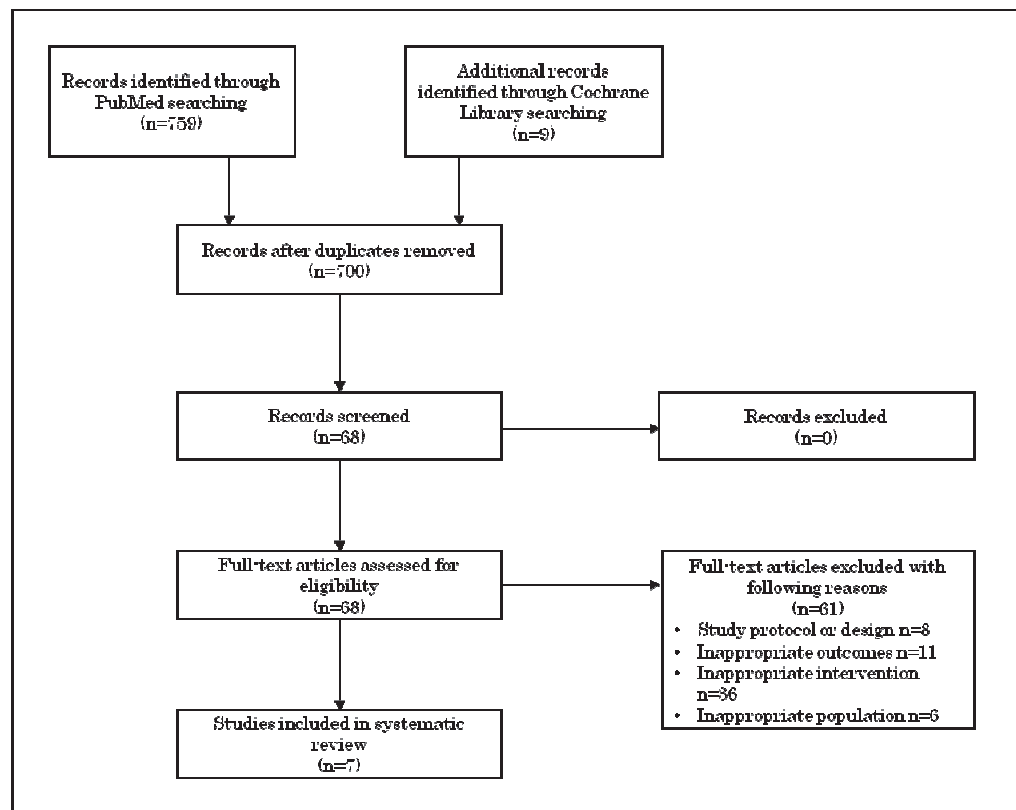 Records identified through
PubMed searching
(n=759)
Additional records
identified through Cochrane
Library searching
(n=9)
Records after duplicates removed
(n=700)
Records screened
(n=68)
Records excluded
(n=0)
Full-text articles assessed for
eligibility
(n=68)
Full-text articles excluded with
following reasons
(n=61)
• Study protocol or design n=8
• Inappropriate outcomes n=11
• Inappropriate intervention
n=36
• Inappropriate population n=6
Studies included in systematic
review
(n=7)